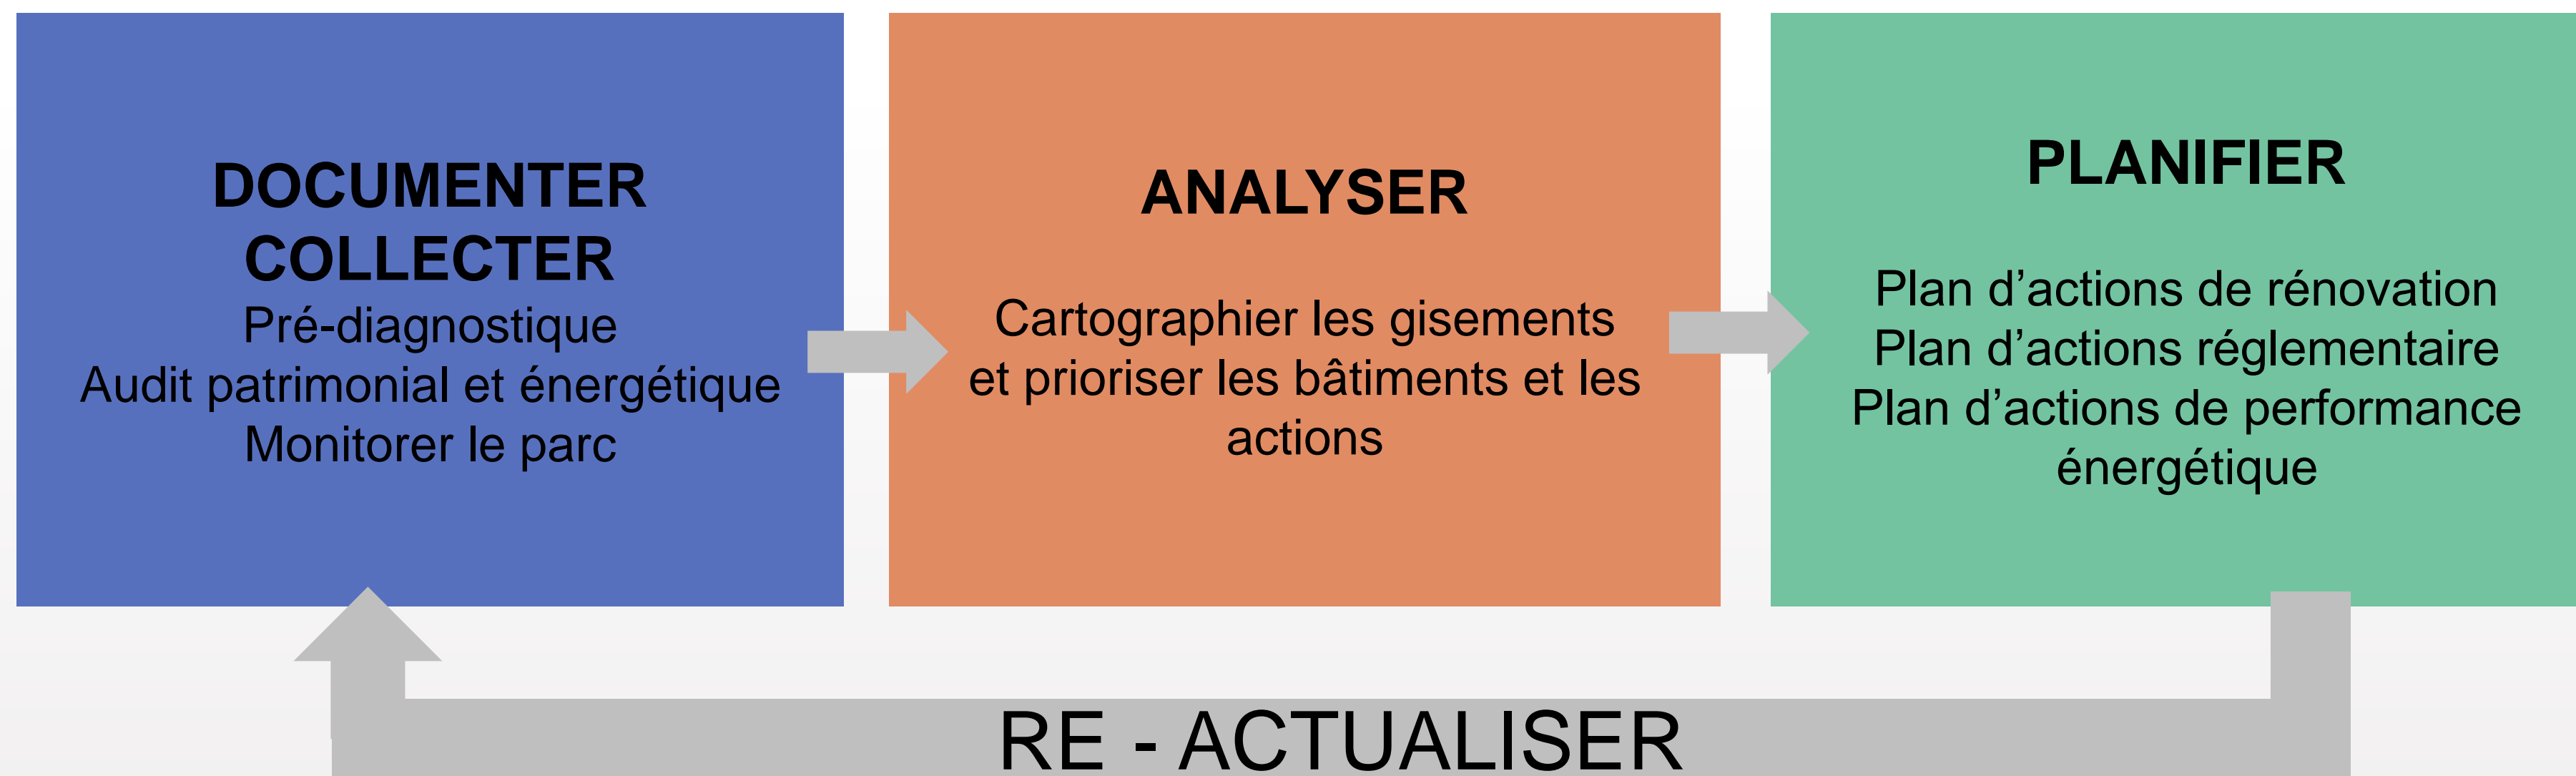 DOCUMENTER
COLLECTER
Pré-diagnostique
Audit patrimonial et énergétique
Monitorer le parc
ANALYSER
Cartographier les gisements
et prioriser les bâtiments et les
actions
PLANIFIER
Plan d’actions de rénovation
Plan d’actions réglementaire
Plan d’actions de performance
énergétique
RE - ACTUALISER